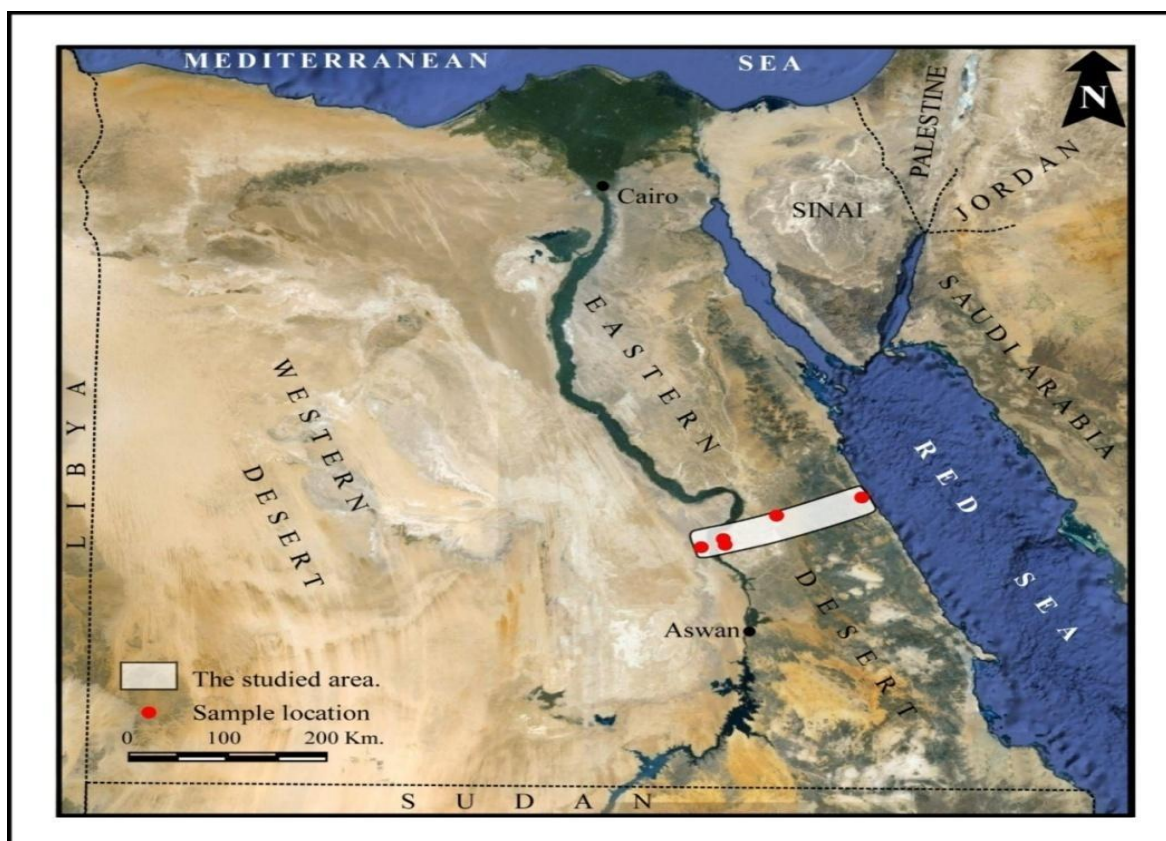 MEDITERRANEAN SEA
N
PALESTINE
JORDAN
Cairo
SINAI
SAUDI ARABIA
EASTERN
DESERT
WESTERN
DESERT
LIBYA
RED SEA
Aswan
The studied area.
Sample location
0 100 200 Km.
SUDAN